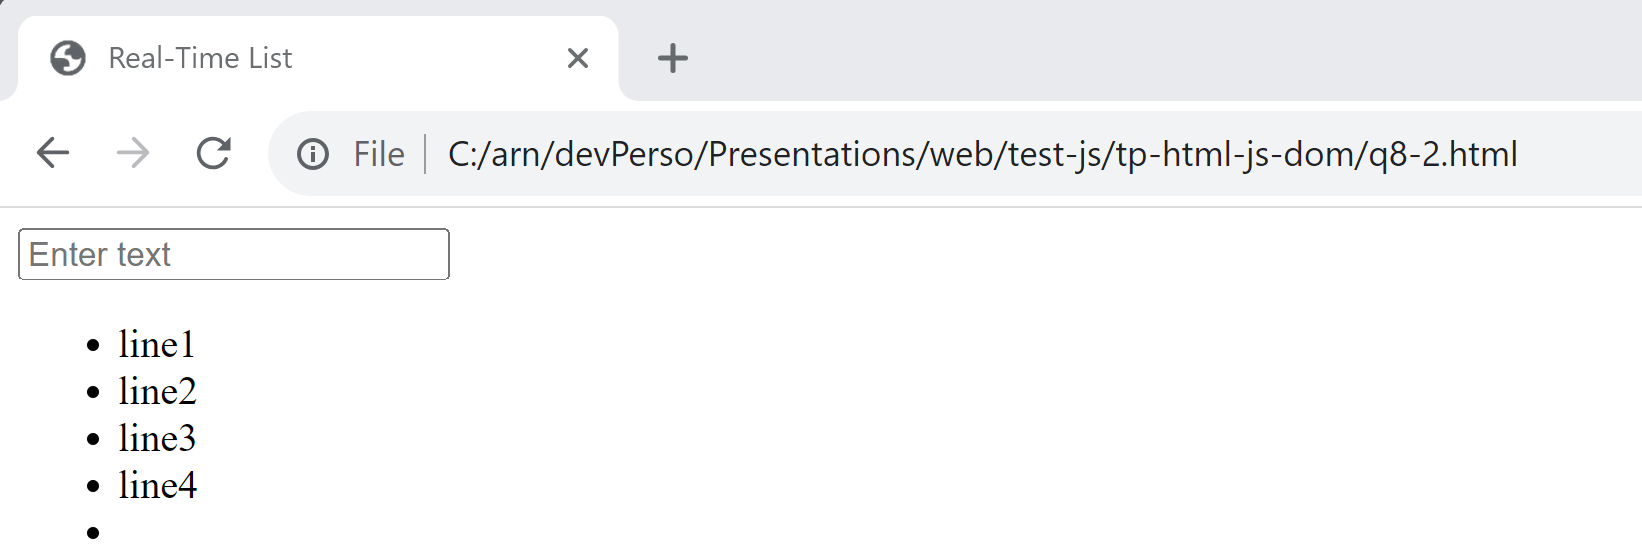 Real-Time List
File C:/arn/devPerso/Presentations/web/test-js/tp-html-js-dom/q8-2.html
Enter text
• line1
• line2
• line3
• line4
•